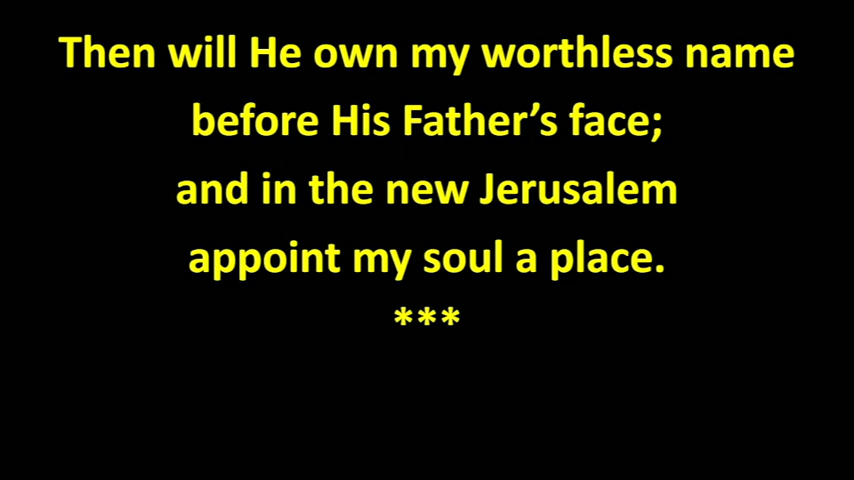 Then will He own my worthless name
before His Father’s face;
and in the new Jerusalem
appoint my soul a place.
***